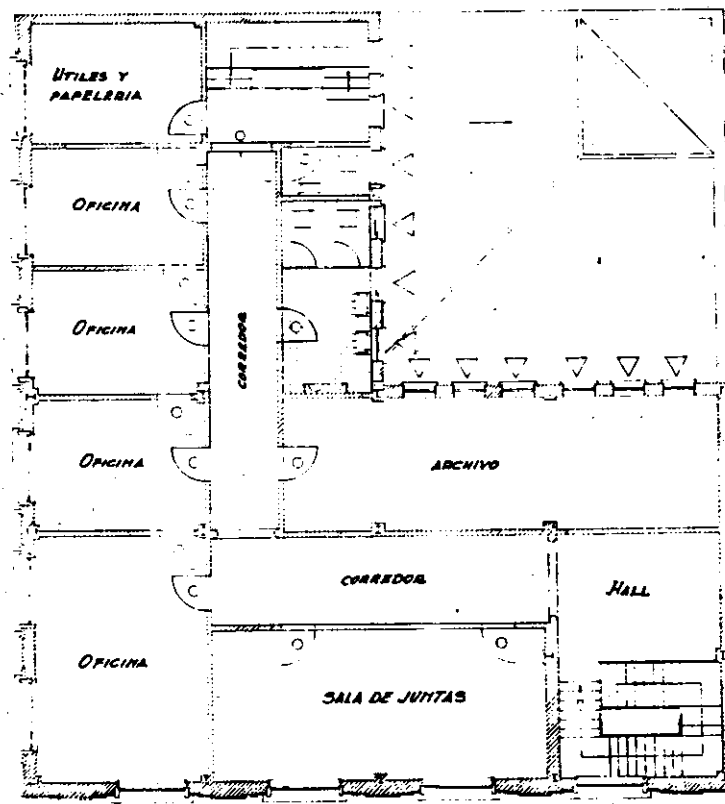 UTILES Y
PAPELERIA
OFICINA
OFICINA
CORREDOR
OFICINA
ARCHIVO
CORREDOR
HALL
OFICINA
SALA DE JUNTAS